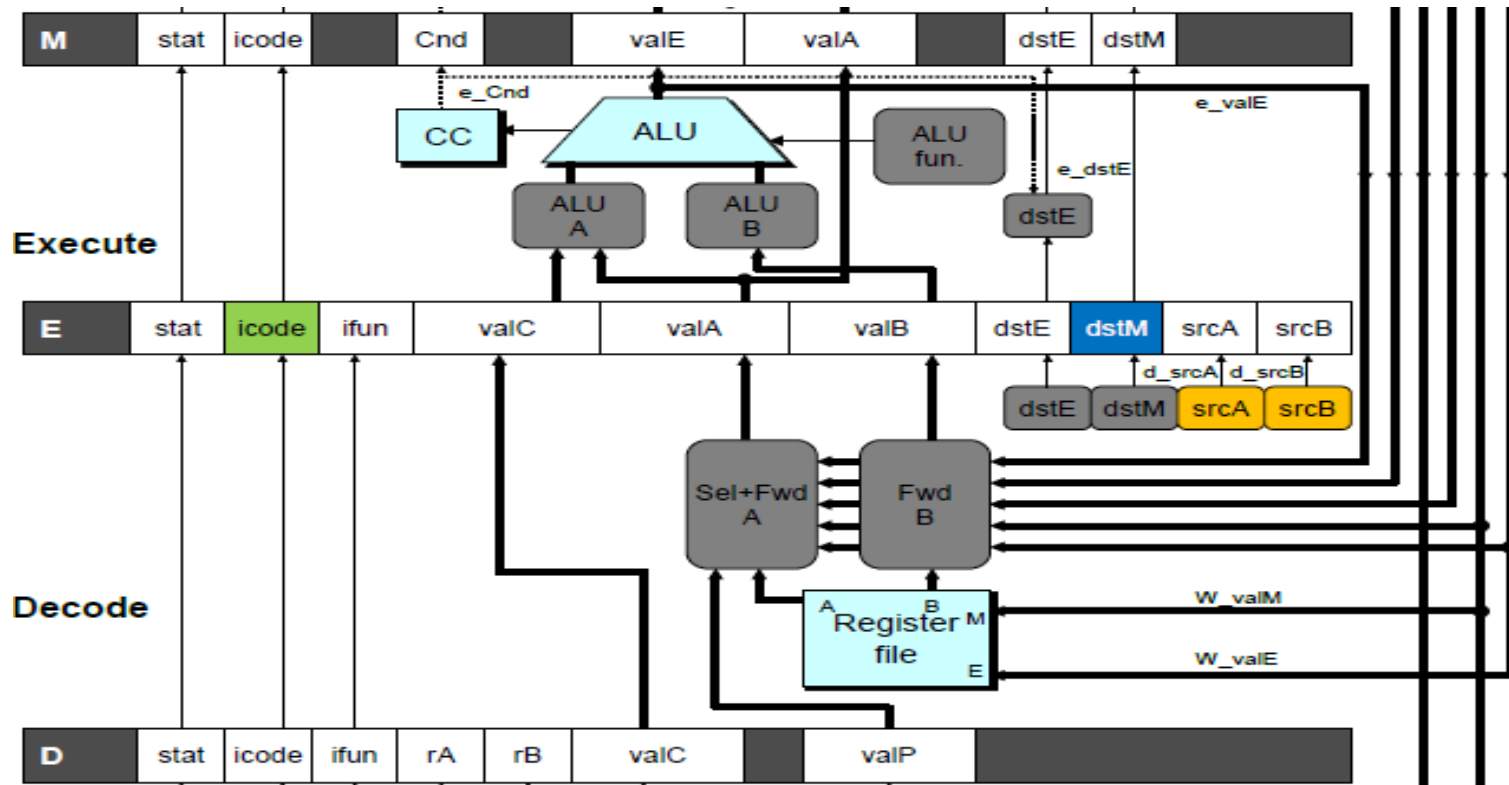 M stat icode Cnd valE valA dstE dstM
e_Cnd
e_valE
CC
ALU
ALU
fun.
e_dstE
ALU
A
ALU
B
dstE
Execute
E stat icode ifun valC valA valB dstE dstM srcA srcB
d_srcA d_srcB
dstE dstM srcA srcB
Sel+Fwd
A
Fwd
B
Decode
A B
Register M
file
E
W_valM
W_valE
D stat icode ifun rA rB valC valP